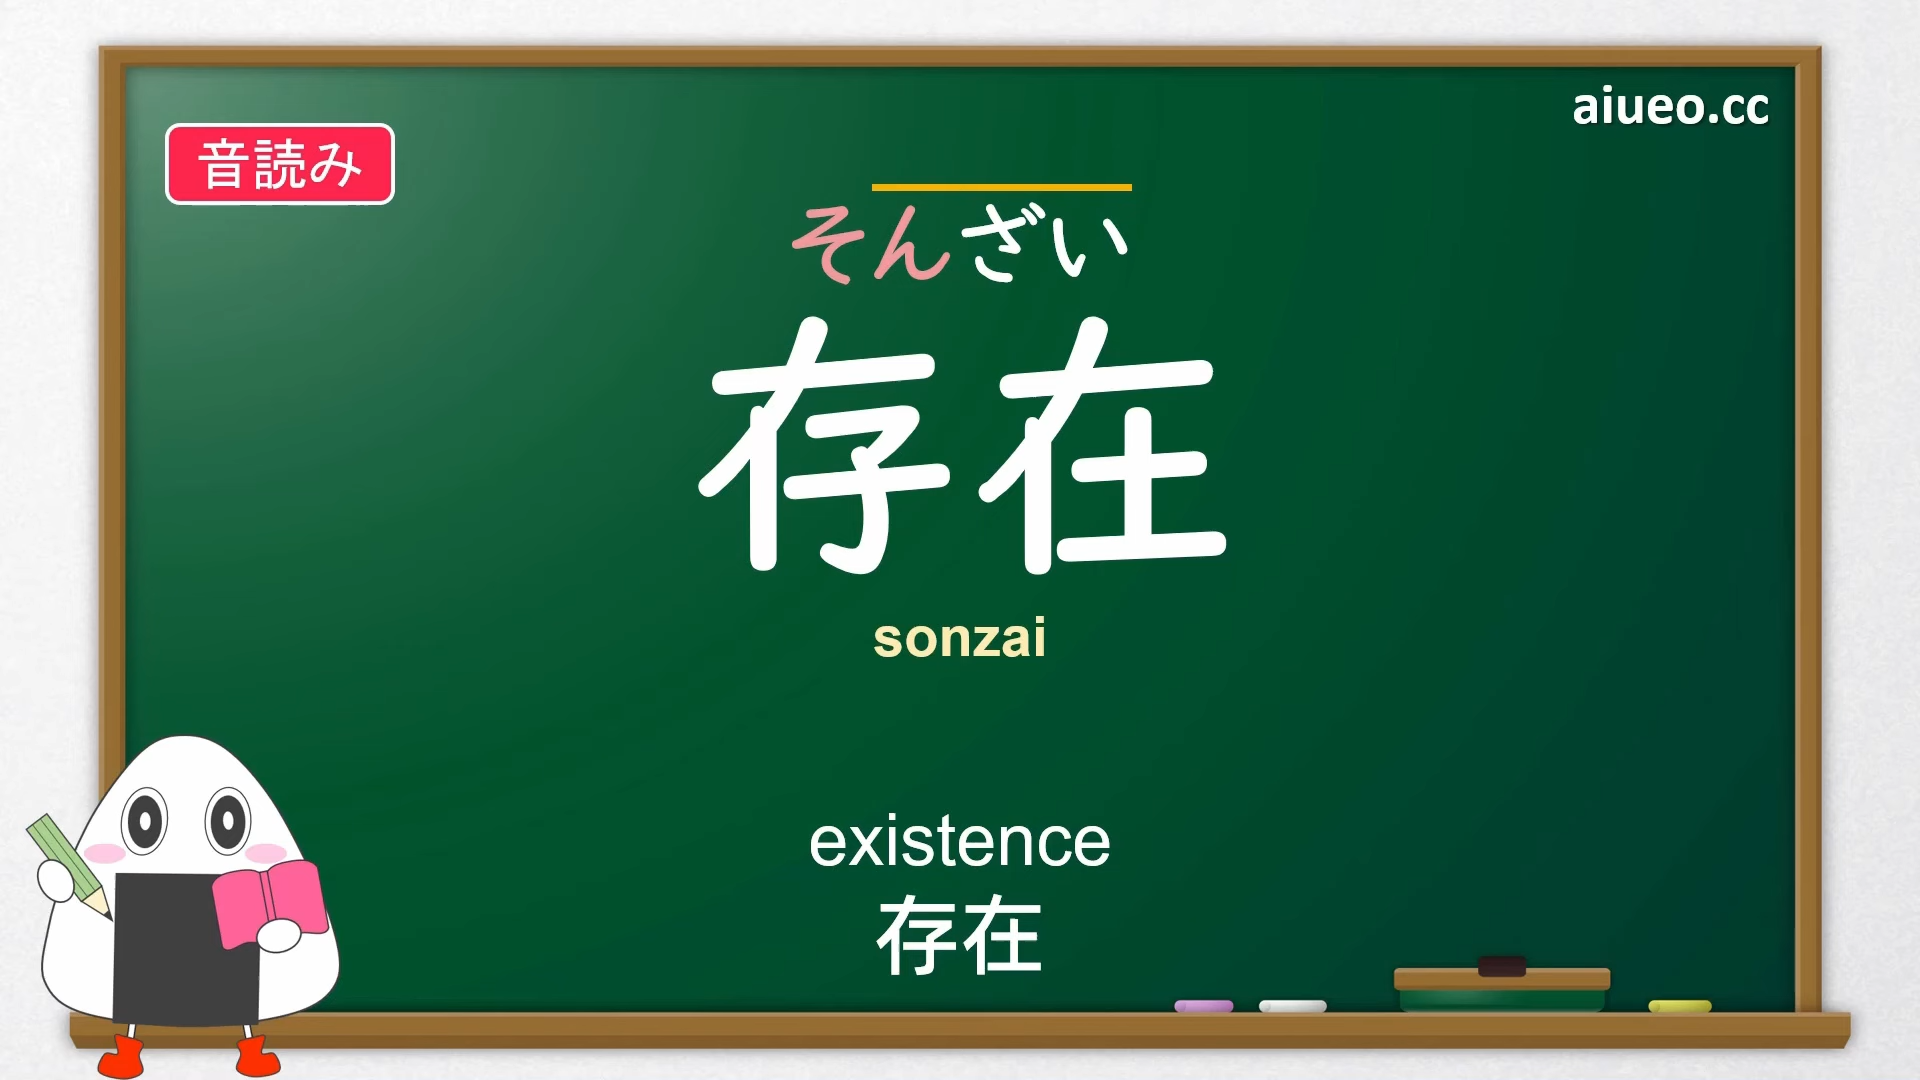 aiueo.cc
音読み
そんざい
存在
sonzai
existence
存在